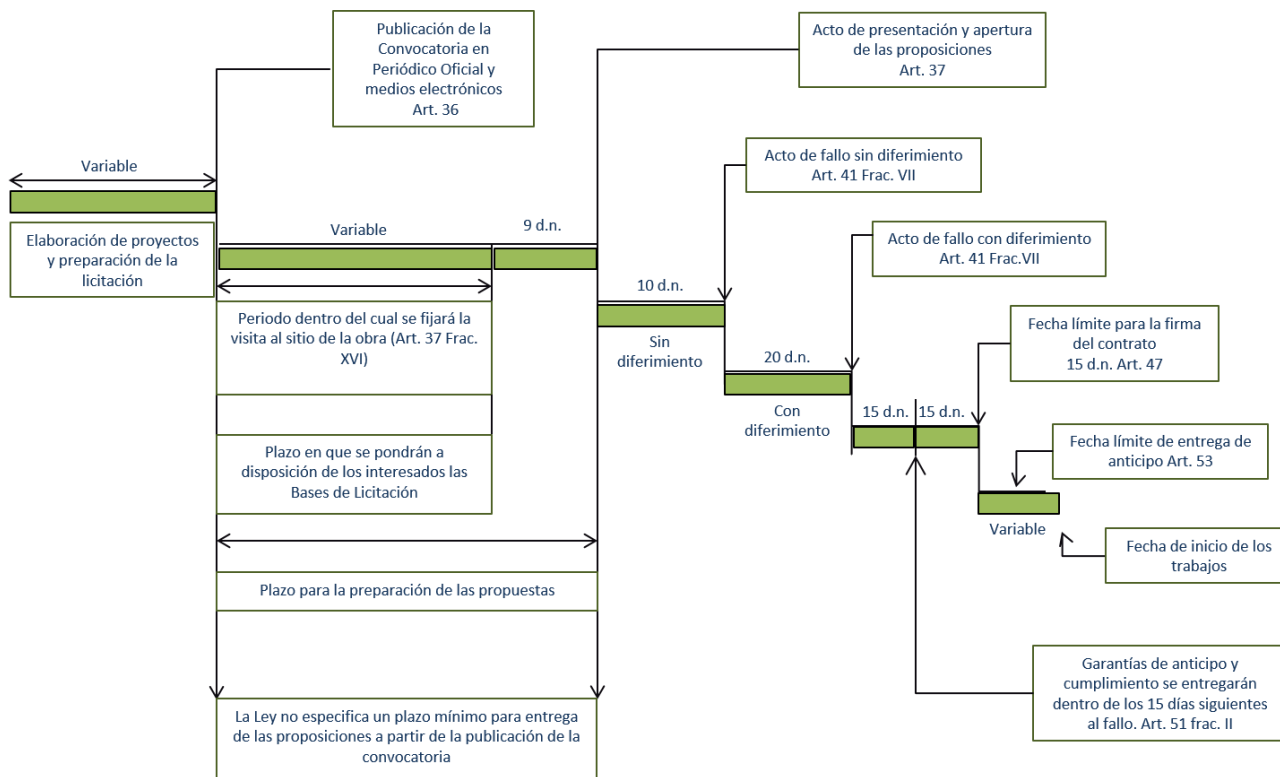 Publicación de la
Convocatoria en
Periódico Oficial y
medios electrónicos
Art. 36
Acto de presentación y apertura
de las proposiciones
Art. 37
Variable
Acto de fallo sin diferimiento
Art. 41 Frac. VII
Elaboración de proyectos
y preparación de la
licitación
Variable
9 d.n.
Acto de fallo con diferimiento
Art. 41 Frac.VII
10 d.n.
Sin
diferimiento
Periodo dentro del cual se fijará la
visita al sitio de la obra (Art. 37 Frac.
XVI)
Fecha límite para la firma
del contrato
15 d.n. Art. 47
20 d.n.
Con
diferimiento
15 d.n.
15 d.n.
Plazo en que se pondrán a
disposición de los interesados las
Bases de Licitación
Fecha límite de entrega de
anticipo Art. 53
Variable
Fecha de inicio de los
trabajos
Plazo para la preparación de las propuestas
Garantías de anticipo y
cumplimiento se entregarán
dentro de los 15 días siguientes
al fallo. Art. 51 frac. II
La Ley no especifica un plazo mínimo para entrega
de las proposiciones a partir de la publicación de la
convocatoria